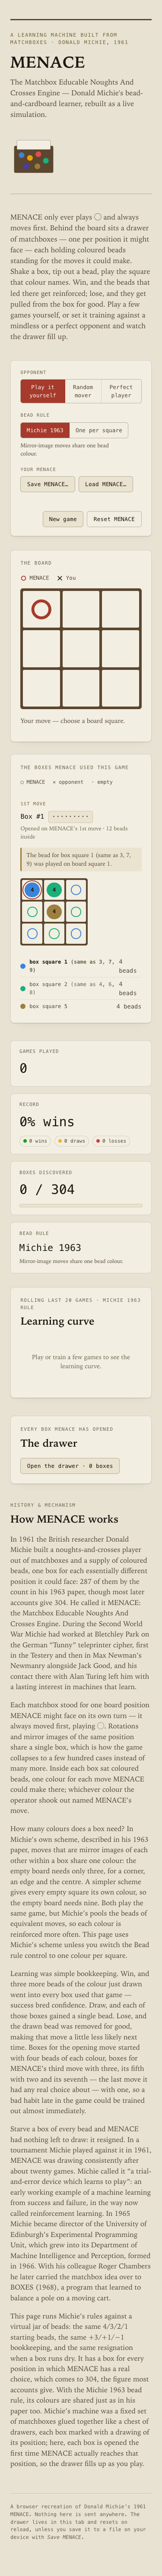 A LEARNING MACHINE BUILT FROM
MATCHBOXES · DONALD MICHIE, 1961
MENACE
The Matchbox Educable Noughts And
Crosses Engine — Donald Michie's bead-
and-cardboard learner, rebuilt as a live
simulation.
MENACE only ever plays ◯ and always
moves first. Behind the board sits a drawer
of matchboxes — one per position it might
face — each holding coloured beads
standing for the moves it could make.
Shake a box, tip out a bead, play the square
that colour names. Win, and the beads that
led there get reinforced; lose, and they get
pulled from the box for good. Play a few
games yourself, or set it training against a
mindless or a perfect opponent and watch
the drawer fill up.
OPPONENT
Play it yourself
Random mover
Perfect player
BEAD RULE
Michie 1963
One per square
Mirror-image moves share one bead
colour.
YOUR MENACE
Save MENACE…
Load MENACE…
New game
Reset MENACE
THE BOARD
MENACE
You
Your move — choose a board square.
THE BOXES MENACE USED THIS GAME
○ MENACE × opponent · empty
1ST MOVE
Box #1 ·········
Opened on MENACE's 1st move · 12 beads
inside
The bead for box square 1 (same as 3, 7,
9) was played on board square 1.
4
4
4
box square 1 (same as 3, 7, 9) 4 beads
box square 2 (same as 4, 6, 8) 4 beads
box square 5 4 beads
GAMES PLAYED
0
RECORD
0% wins
0 wins
0 draws
0 losses
BOXES DISCOVERED
0 / 304
BEAD RULE
Michie 1963
Mirror-image moves share one bead colour.
ROLLING LAST 20 GAMES · MICHIE 1963
RULE
Learning curve
Play or train a few games to see the
learning curve.
EVERY BOX MENACE HAS OPENED
The drawer
Open the drawer · 0 boxes
HISTORY & MECHANISM
How MENACE works
In 1961 the British researcher Donald
Michie built a noughts-and-crosses player
out of matchboxes and a supply of coloured
beads, one box for each essentially different
position it could face: 287 of them by the
count in his 1963 paper, though most later
accounts give 304. He called it MENACE:
the Matchbox Educable Noughts And
Crosses Engine. During the Second World
War Michie had worked at Bletchley Park on
the German “Tunny” teleprinter cipher, first
in the Testery and then in Max Newman's
Newmanry alongside Jack Good, and his
contact there with Alan Turing left him with
a lasting interest in machines that learn.
Each matchbox stood for one board position
MENACE might face on its own turn — it
always moved first, playing ◯. Rotations
and mirror images of the same position
share a single box, which is how the game
collapses to a few hundred cases instead of
many more. Inside each box sat coloured
beads, one colour for each move MENACE
could make there; whichever colour the
operator shook out named MENACE's
move.
How many colours does a box need? In
Michie's own scheme, described in his 1963
paper, moves that are mirror images of each
other within a box share one colour: the
empty board needs only three, for a corner,
an edge and the centre. A simpler scheme
gives every empty square its own colour, so
the empty board needs nine. Both play the
same game, but Michie's pools the beads of
equivalent moves, so each colour is
reinforced more often. This page uses
Michie's scheme unless you switch the Bead
rule control to one colour per square.
Learning was simple bookkeeping. Win, and
three more beads of the colour just drawn
went into every box used that game —
success bred confidence. Draw, and each of
those boxes gained a single bead. Lose, and
the drawn bead was removed for good,
making that move a little less likely next
time. Boxes for the opening move started
with four beads of each colour, boxes for
MENACE's third move with three, its fifth
with two and its seventh — the last move it
had any real choice about — with one, so a
bad habit late in the game could be trained
out almost immediately.
Starve a box of every bead and MENACE
had nothing left to draw: it resigned. In a
tournament Michie played against it in 1961,
MENACE was drawing consistently after
about twenty games. Michie called it “a trial-
and-error device which learns to play”: an
early working example of a machine learning
from success and failure, in the way now
called reinforcement learning. In 1965
Michie became director of the University of
Edinburgh's Experimental Programming
Unit, which grew into its Department of
Machine Intelligence and Perception, formed
in 1966. With his colleague Roger Chambers
he later carried the matchbox idea over to
BOXES (1968), a program that learned to
balance a pole on a moving cart.
This page runs Michie's rules against a
virtual jar of beads: the same 4/3/2/1
starting beads, the same +3/+1/−1
bookkeeping, and the same resignation
when a box runs dry. It has a box for every
position in which MENACE has a real
choice, which comes to 304, the figure most
accounts give. With the Michie 1963 bead
rule, its colours are shared just as in his
paper too. Michie's machine was a fixed set
of matchboxes glued together like a chest of
drawers, each box marked with a drawing of
its position; here, each box is opened the
first time MENACE actually reaches that
position, so the drawer fills up as you play.
A browser recreation of Donald Michie's 1961
MENACE. Nothing here is sent anywhere. The
drawer lives in this tab and resets on
reload, unless you save it to a file on your
device with Save MENACE.